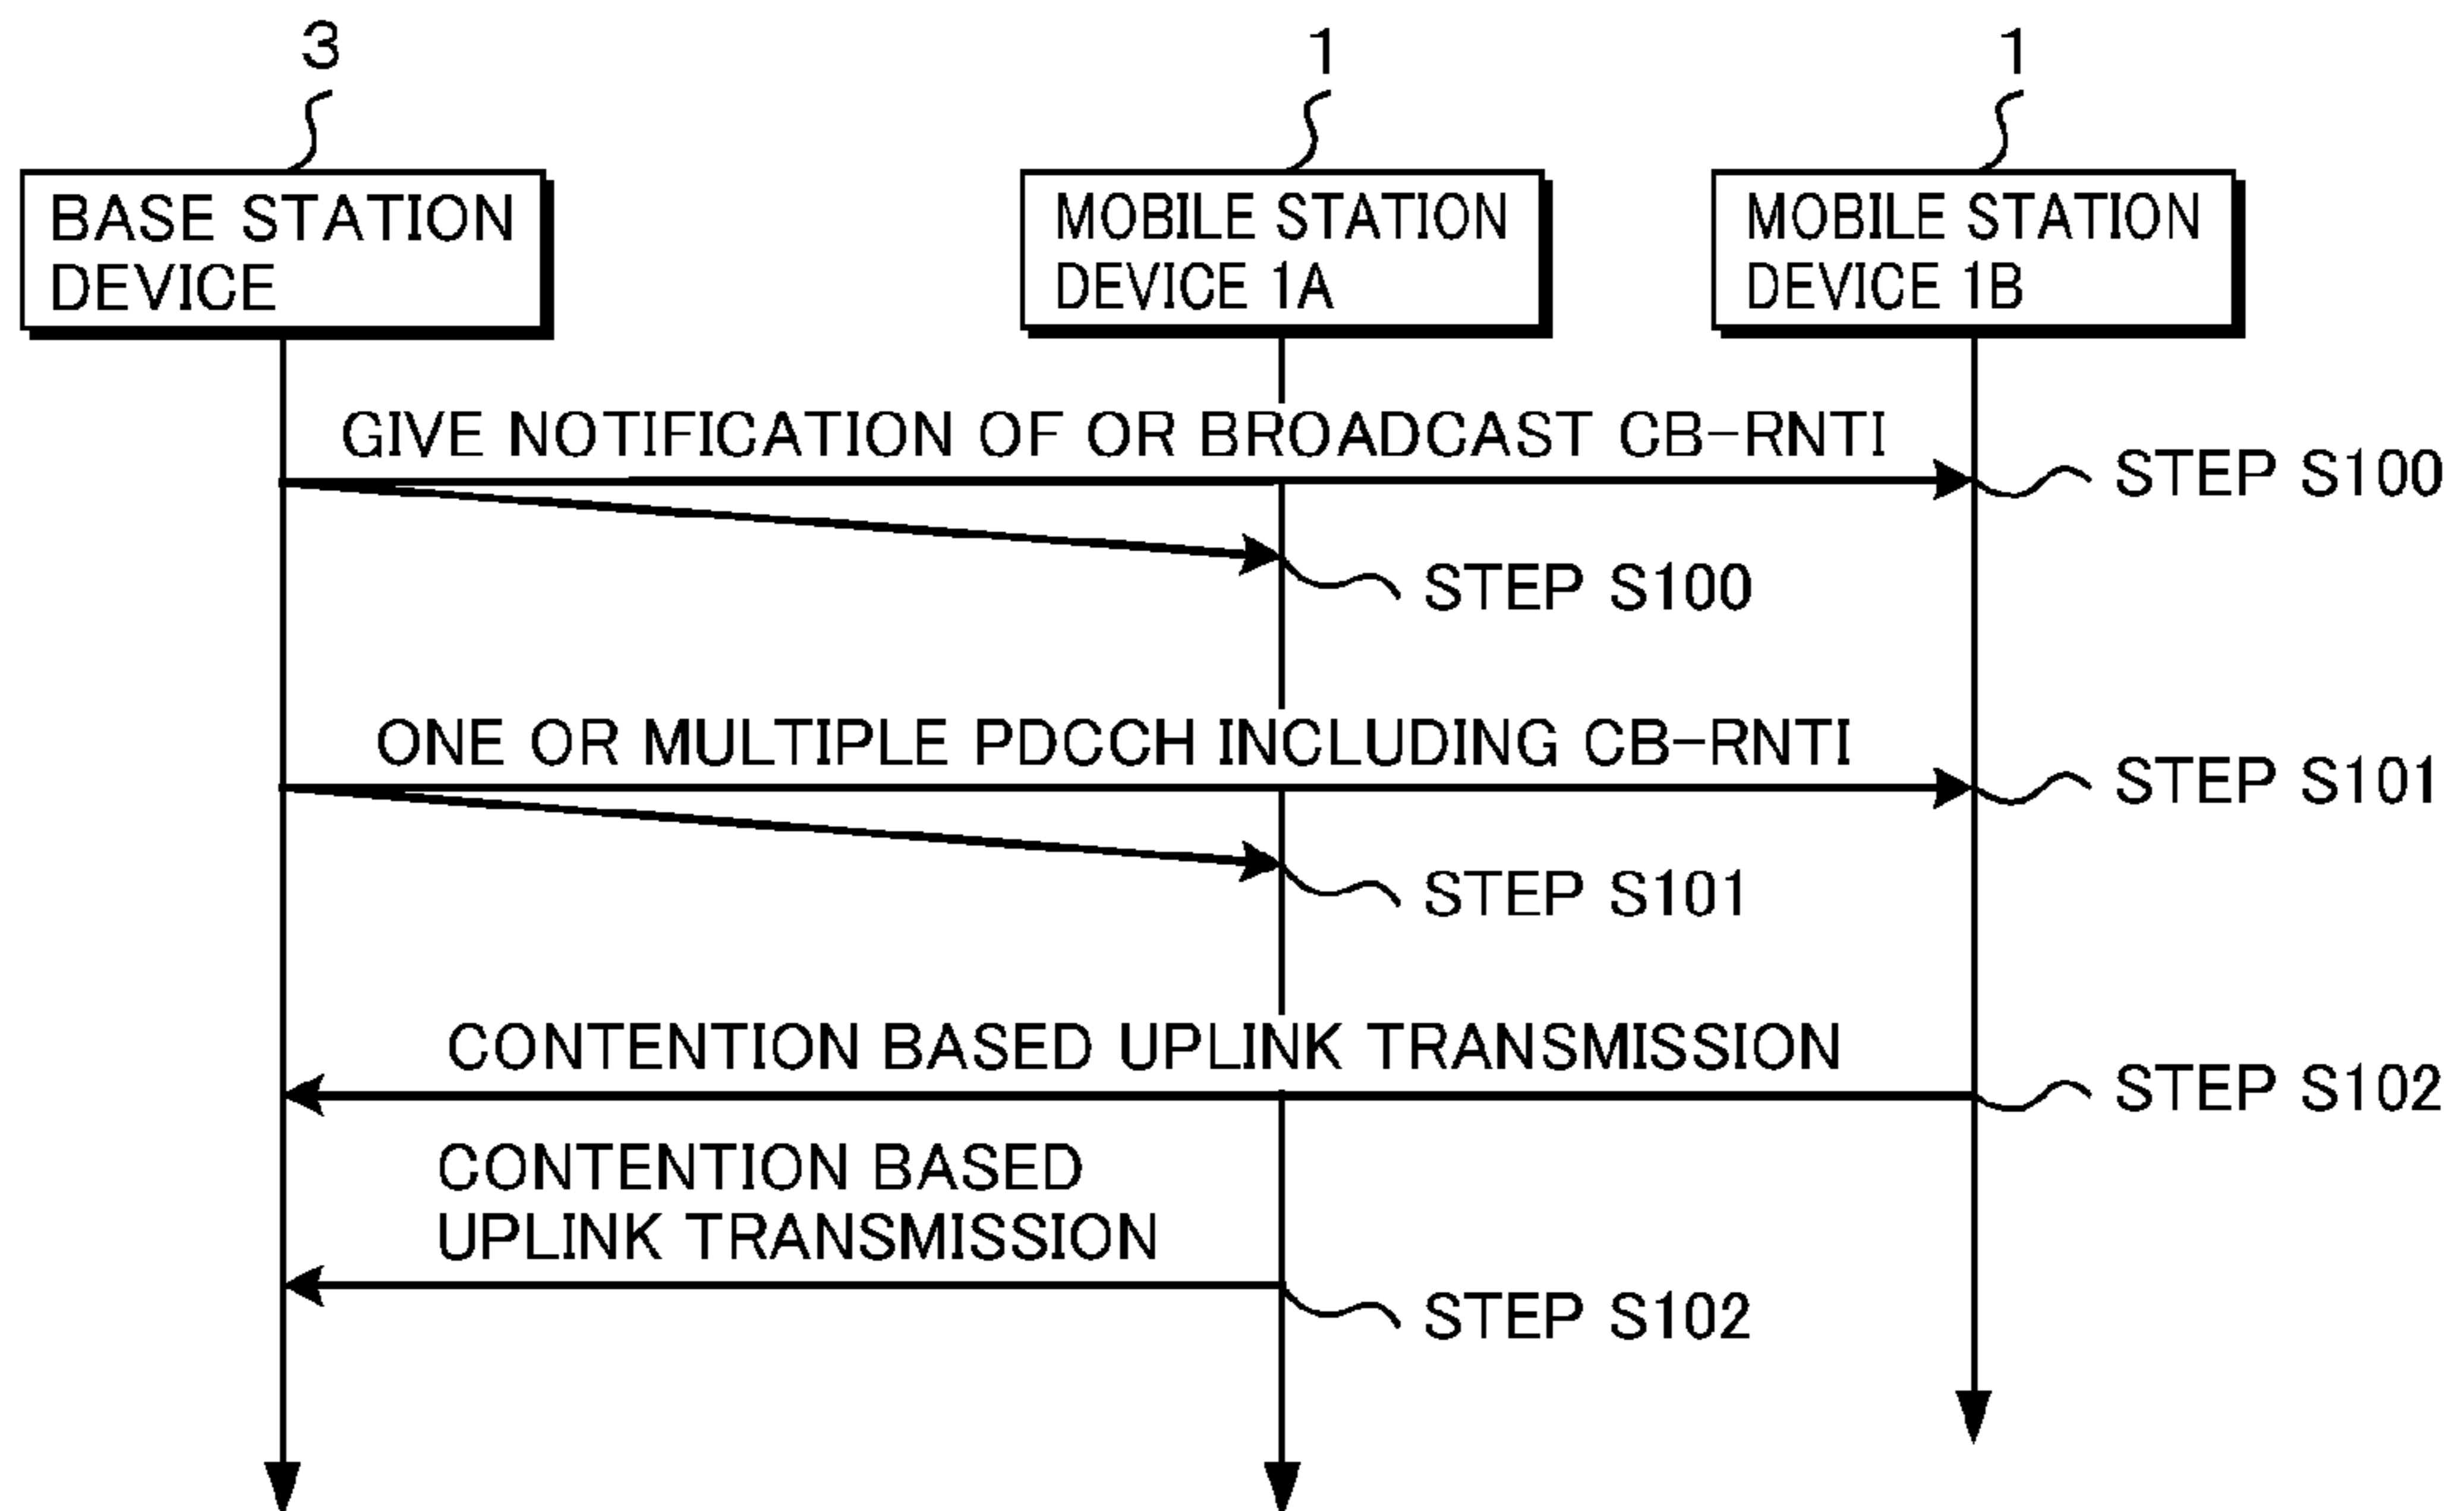 3
1
1
BASE STATION
DEVICE
MOBILE STATION
DEVICE 1A
MOBILE STATION
DEVICE 1B
GIVE NOTIFICATION OF OR BROADCAST CB-RNTI
STEP S100
STEP S100
ONE OR MULTIPLE PDCCH INCLUDING CB-RNTI
STEP S101
STEP S101
CONTENTION BASED UPLINK TRANSMISSION
STEP S102
CONTENTION BASED
UPLINK TRANSMISSION
STEP S102